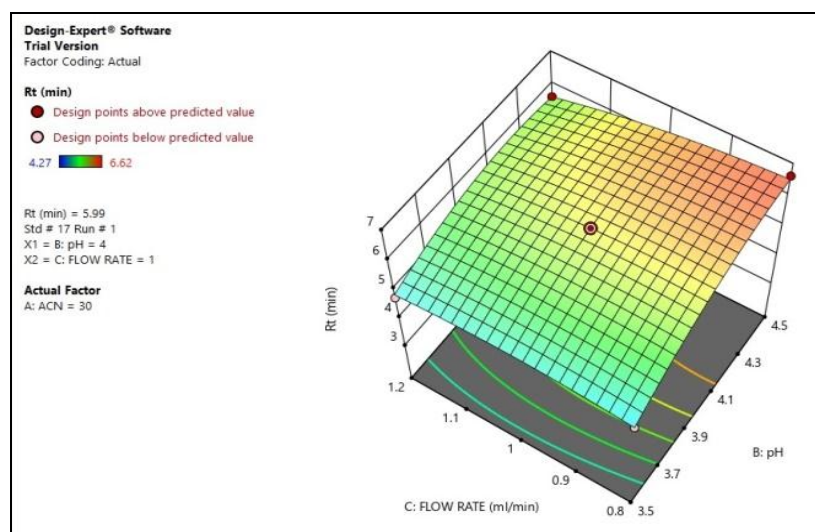 Design-Expert® Software
Trial Version
Factor Coding: Actual
Rt (min)
Design points above predicted value
Design points below predicted value
4.27 6.62
Rt (min) = 5.99
Std # 17 Run # 1
X1 = B: pH = 4
X2 = C: FLOW RATE = 1
Actual Factor
A: ACN = 30
Rt (min)
7
6
5
4
3
1.2
1.1
1
0.9
0.8
C: FLOW RATE (ml/min)
3.5
3.7
3.9
4.1
4.3
4.5
B: pH